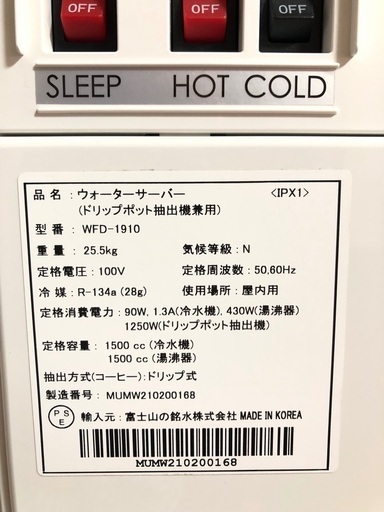 OFF OFF OFF
SLEEP HOT COLD
品 名 : ウォーターサーバー <IPX1>
(ドリップポット抽出機兼用)
型 番 : WFD-1910
重 量 : 25.5kg 気候等級 : N
定格電圧 : 100V 定格周波数 : 50,60Hz
冷 媒 : R-134a (28g) 使用場所 : 屋内用
定格消費電力 : 90W, 1.3A(冷水機), 430W(湯沸器)
1250W(ドリップポット抽出機)
定格容量 : 1500 cc (冷水機)
1500 cc (湯沸器)
抽出方式(コーヒー) : ドリップ式
製造番号 : MUMW210200168
PSE 輸入元 : 富士山の銘水株式会社 MADE IN KOREA
MUMW210200168